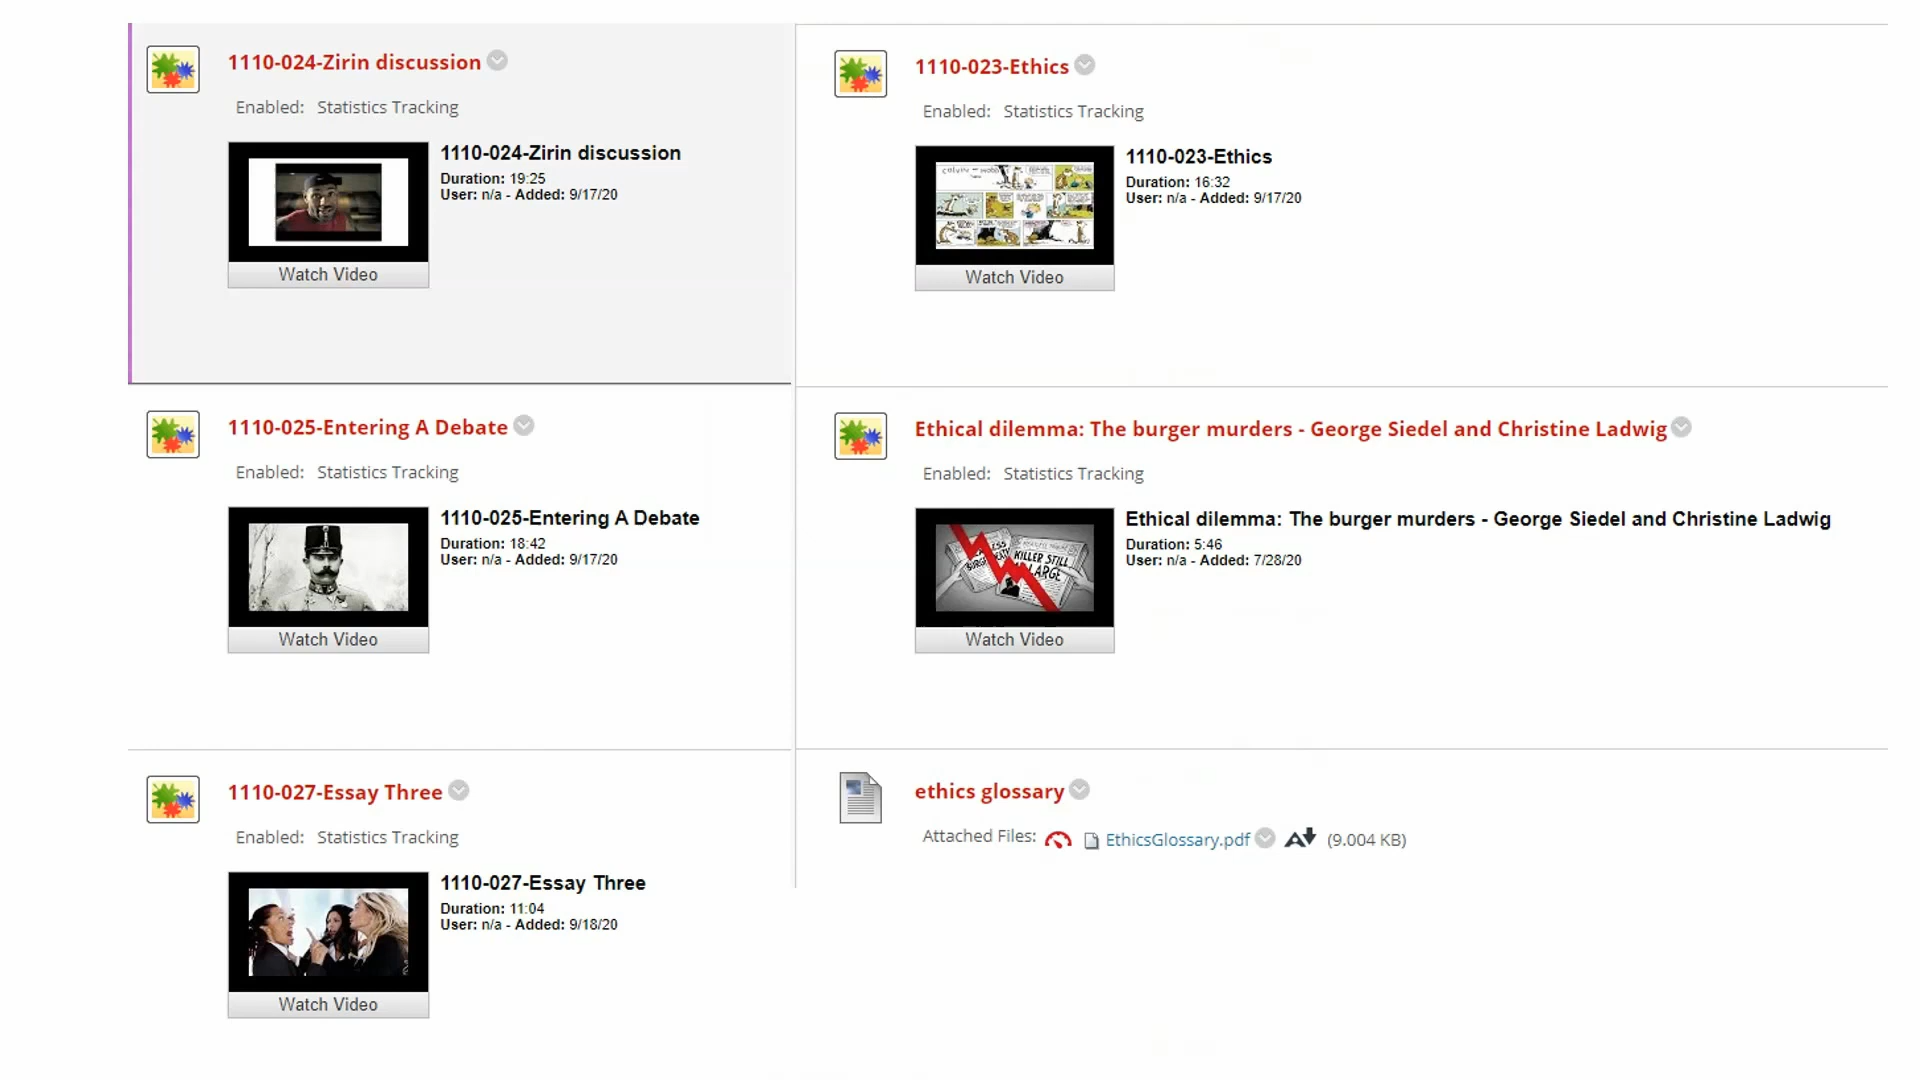 1110-024-Zirin discussion
Enabled: Statistics Tracking
1110-024-Zirin discussion
Duration: 19:25
User: n/a - Added: 9/17/20
Watch Video
1110-025-Entering A Debate
Enabled: Statistics Tracking
1110-025-Entering A Debate
Duration: 18:42
User: n/a - Added: 9/17/20
Watch Video
1110-027-Essay Three
Enabled: Statistics Tracking
1110-027-Essay Three
Duration: 11:04
User: n/a - Added: 9/18/20
Watch Video
1110-023-Ethics
Enabled: Statistics Tracking
1110-023-Ethics
Duration: 16:32
User: n/a - Added: 9/17/20
Watch Video
Ethical dilemma: The burger murders - George Siedel and Christine Ladwig
Enabled: Statistics Tracking
Ethical dilemma: The burger murders - George Siedel and Christine Ladwig
Duration: 5:46
User: n/a - Added: 7/28/20
KILLER STILL
LARGE
Watch Video
ethics glossary
Attached Files: EthicsGlossary.pdf (9.004 KB)